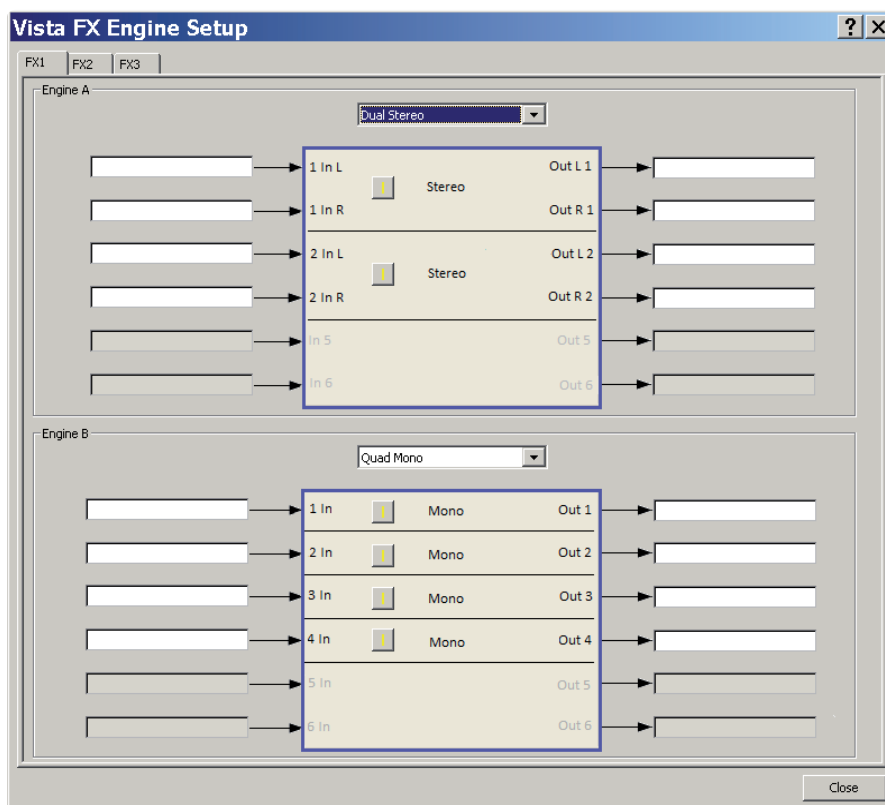 Vista FX Engine Setup
? X
FX1 FX2 FX3
Engine A
Dual Stereo
1 In L Out L 1
Stereo
1 In R Out R 1
2 In L Out L 2
Stereo
2 In R Out R 2
In 5 Out 5
In 6 Out 6
Engine B
Quad Mono
1 In Mono Out 1
2 In Mono Out 2
3 In Mono Out 3
4 In Mono Out 4
5 In Out 5
6 In Out 6
Close